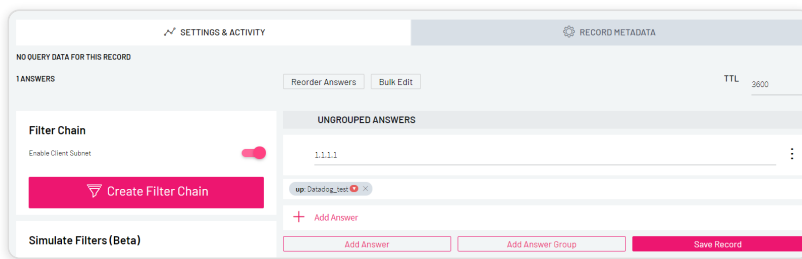 SETTINGS & ACTIVITY
RECORD METADATA
NO QUERY DATA FOR THIS RECORD
1 ANSWERS
Reorder Answers
Bulk Edit
TTL
3600
Filter Chain
Enable Client Subnet
Create Filter Chain
Simulate Filters (Beta)
UNGROUPED ANSWERS
1.1.1.1
up: Datadog_test
Add Answer
Add Answer
Add Answer Group
Save Record